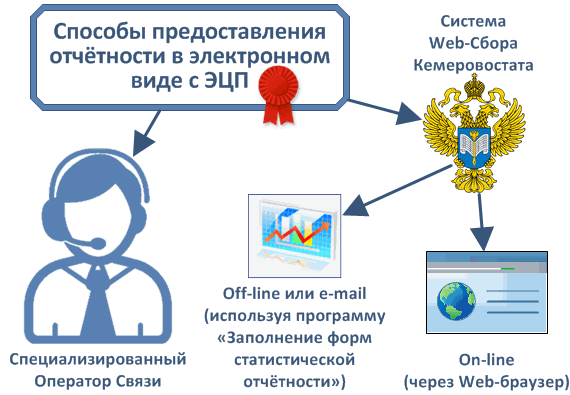 Способы предоставления
отчётности в электронном
виде с ЭЦП
Система
Web-Сбора
Кемеровостата
Специализированный
Оператор Связи
Off-line или e-mail
(используя программу
«Заполнение форм
статистической
отчётности»)
On-line
(через Web-браузер)